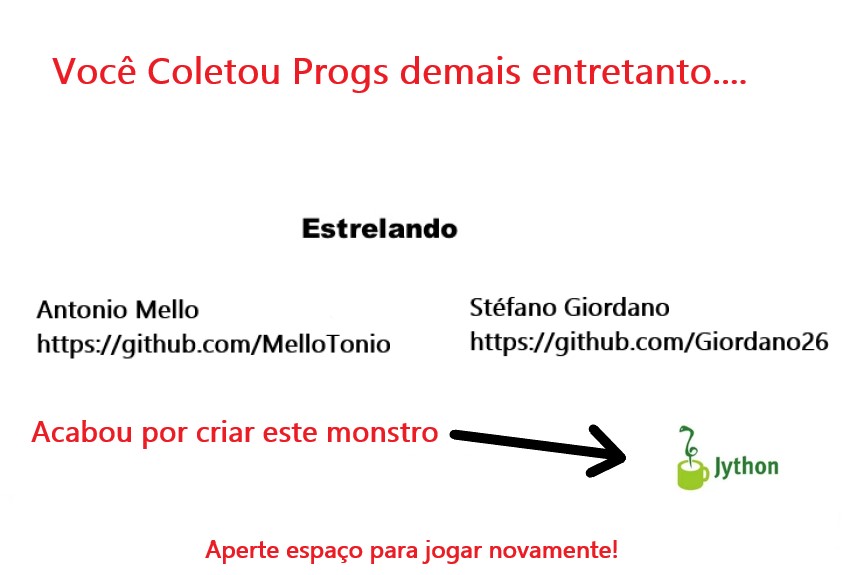 Você Coletou Progs demais entretanto....
Estrelando
Antonio Mello
https://github.com/MelloTonio
Stéfano Giordano
https://github.com/Giordano26
Acabou por criar este monstro
Jython
Aperte espaço para jogar novamente!